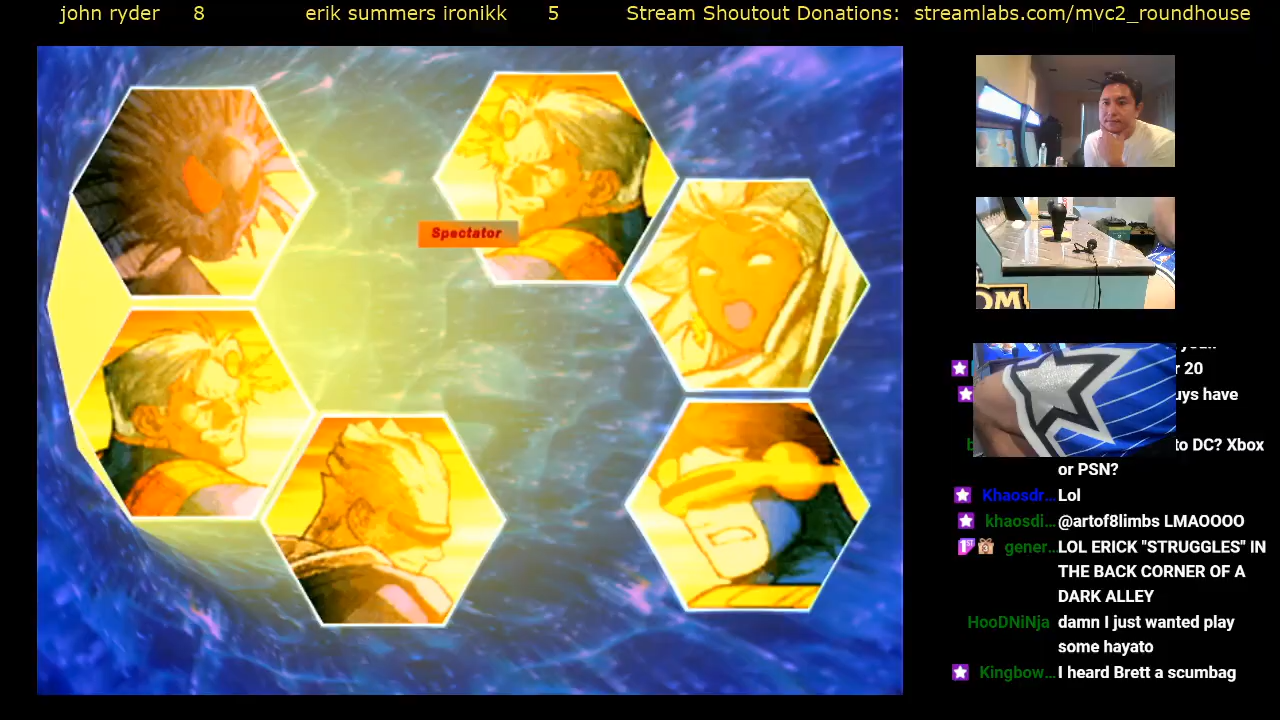 john ryder 8 erik summers ironikk 5 Stream Shoutout Donations: streamlabs.com/mvc2_roundhouse
Spectator
OM
r 20
uys have
to DC? Xbox
or PSN?
Khaosdr... Lol
khaosdi... @artof8limbs LMAOOOO
gener... LOL ERICK "STRUGGLES" IN
THE BACK CORNER OF A
DARK ALLEY
HooDNiNja damn I just wanted play
some hayato
Kingbow... I heard Brett a scumbag